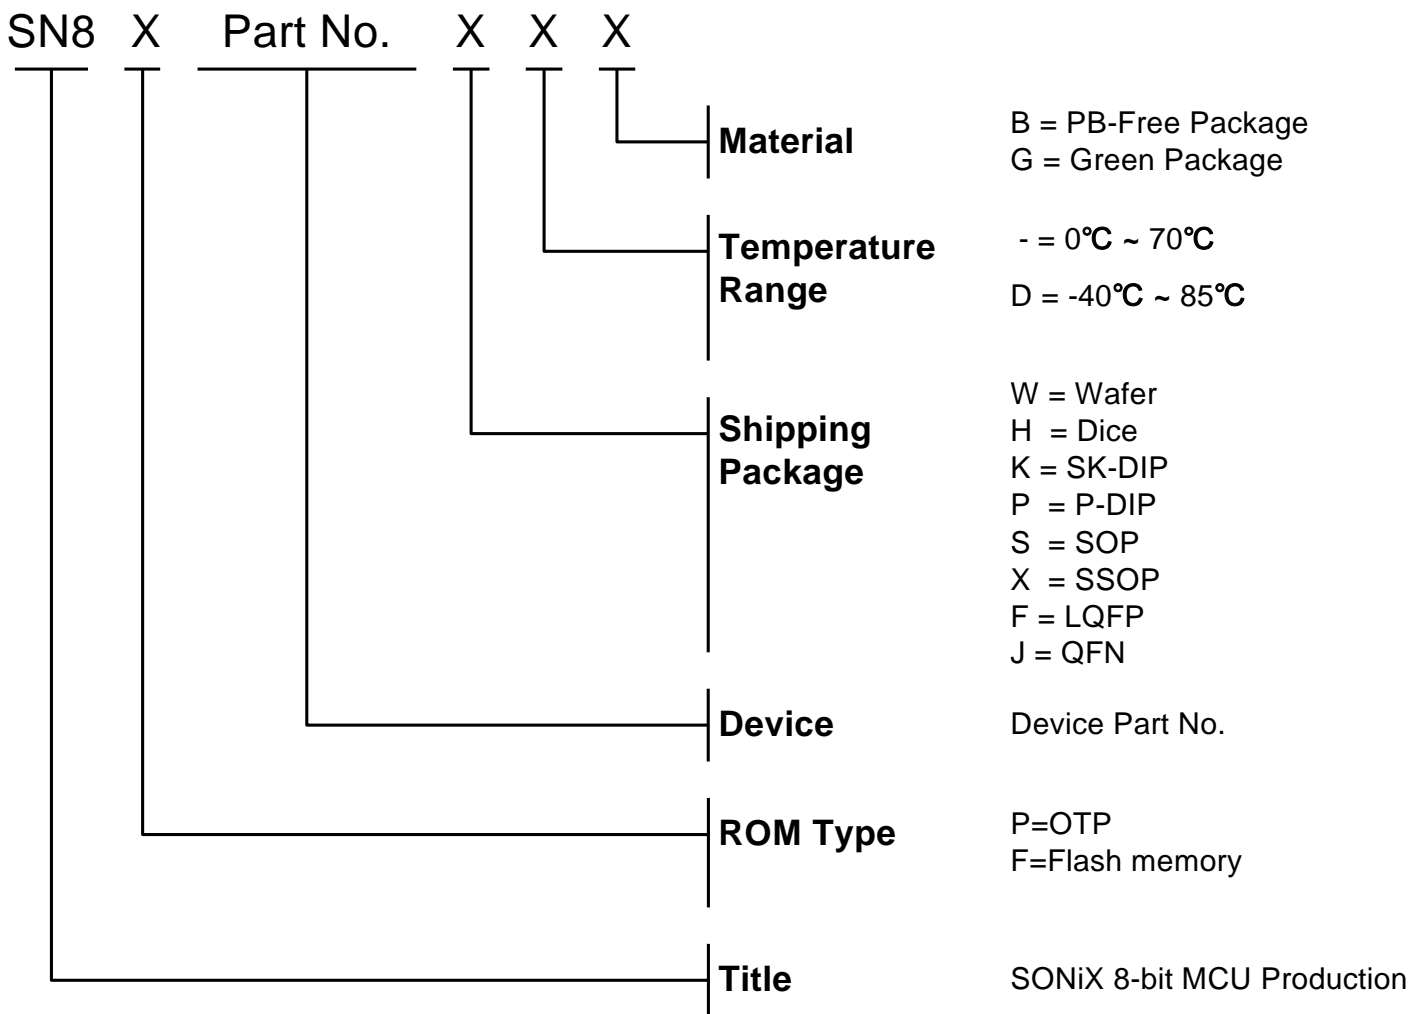 SN8 X Part No. X X X
Material
B = PB-Free Package
G = Green Package
Temperature
Range
- = 0℃ ~ 70℃
D = -40℃ ~ 85℃
Shipping
Package
W = Wafer
H = Dice
K = SK-DIP
P = P-DIP
S = SOP
X = SSOP
F = LQFP
J = QFN
Device
Device Part No.
ROM Type
P=OTP
F=Flash memory
Title
SONiX 8-bit MCU Production